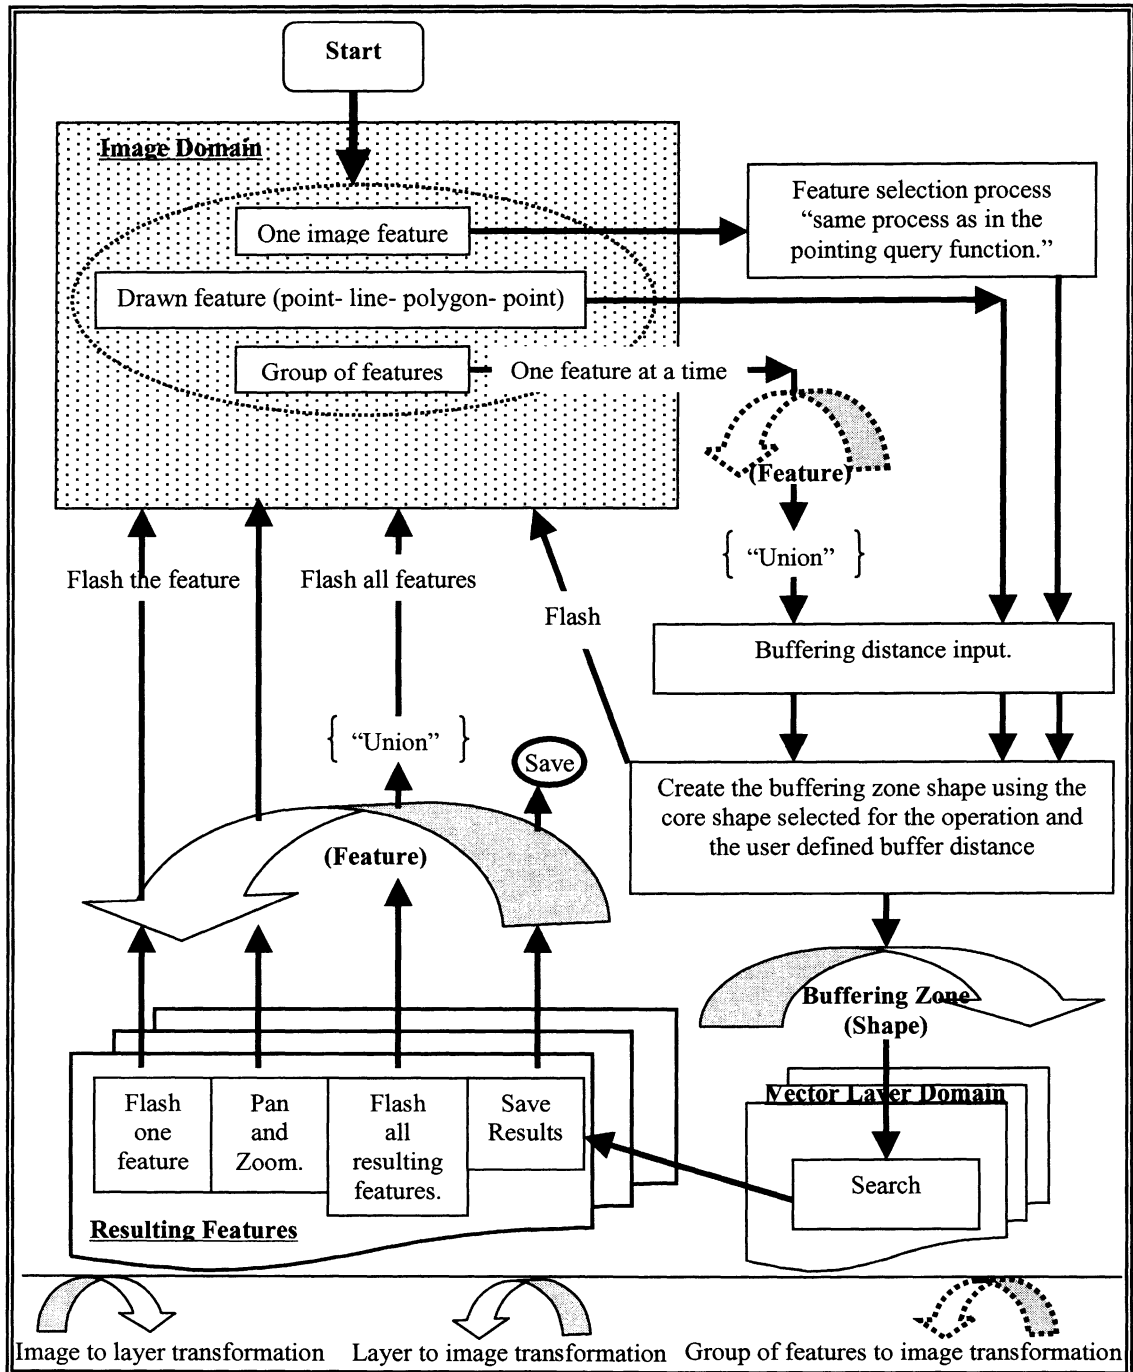 Start
Image Domain
One image feature
Drawn feature (point- line- polygon- point)
Group of features
One feature at a time
Feature selection process
“same process as in the
pointing query function.”
(Feature)
{ “Union” }
Flash the feature
Flash all features
Flash
Buffering distance input.
{ “Union” }
Save
Create the buffering zone shape using the
core shape selected for the operation and
the user defined buffer distance
(Feature)
Buffering Zone
(Shape)
Vector Layer Domain
Search
Flash
one
feature
Pan
and
Zoom.
Flash
all
resulting
features.
Save
Results
Resulting Features
Image to layer transformation
Layer to image transformation
Group of features to image transformation